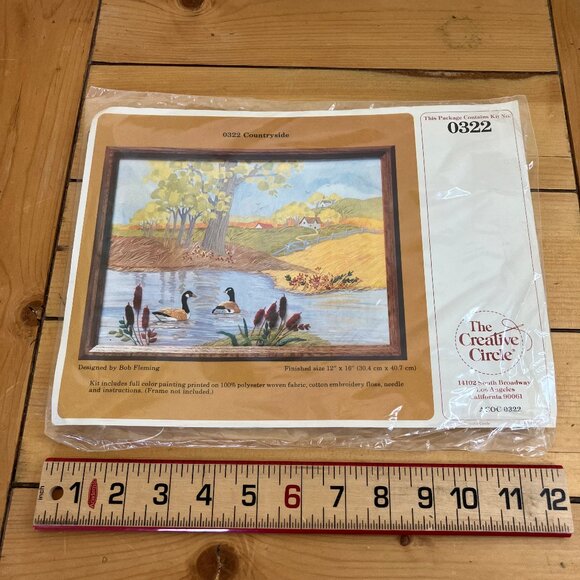 0322 Countryside
This Package Contains Kit No.
0322
Designed by Bob Fleming
Finished size 12" x 16" (30.4 cm x 40.7 cm)
Kit includes full color painting printed on 100% polyester woven fabric, cotton embroidery floss, needle
and instructions. (Frame not included.)
The
Creative
Circle
14102 South Broadway
Los Angeles
California 90061
0322
1 2 3 4 5 6 7 8 9 10 11 12